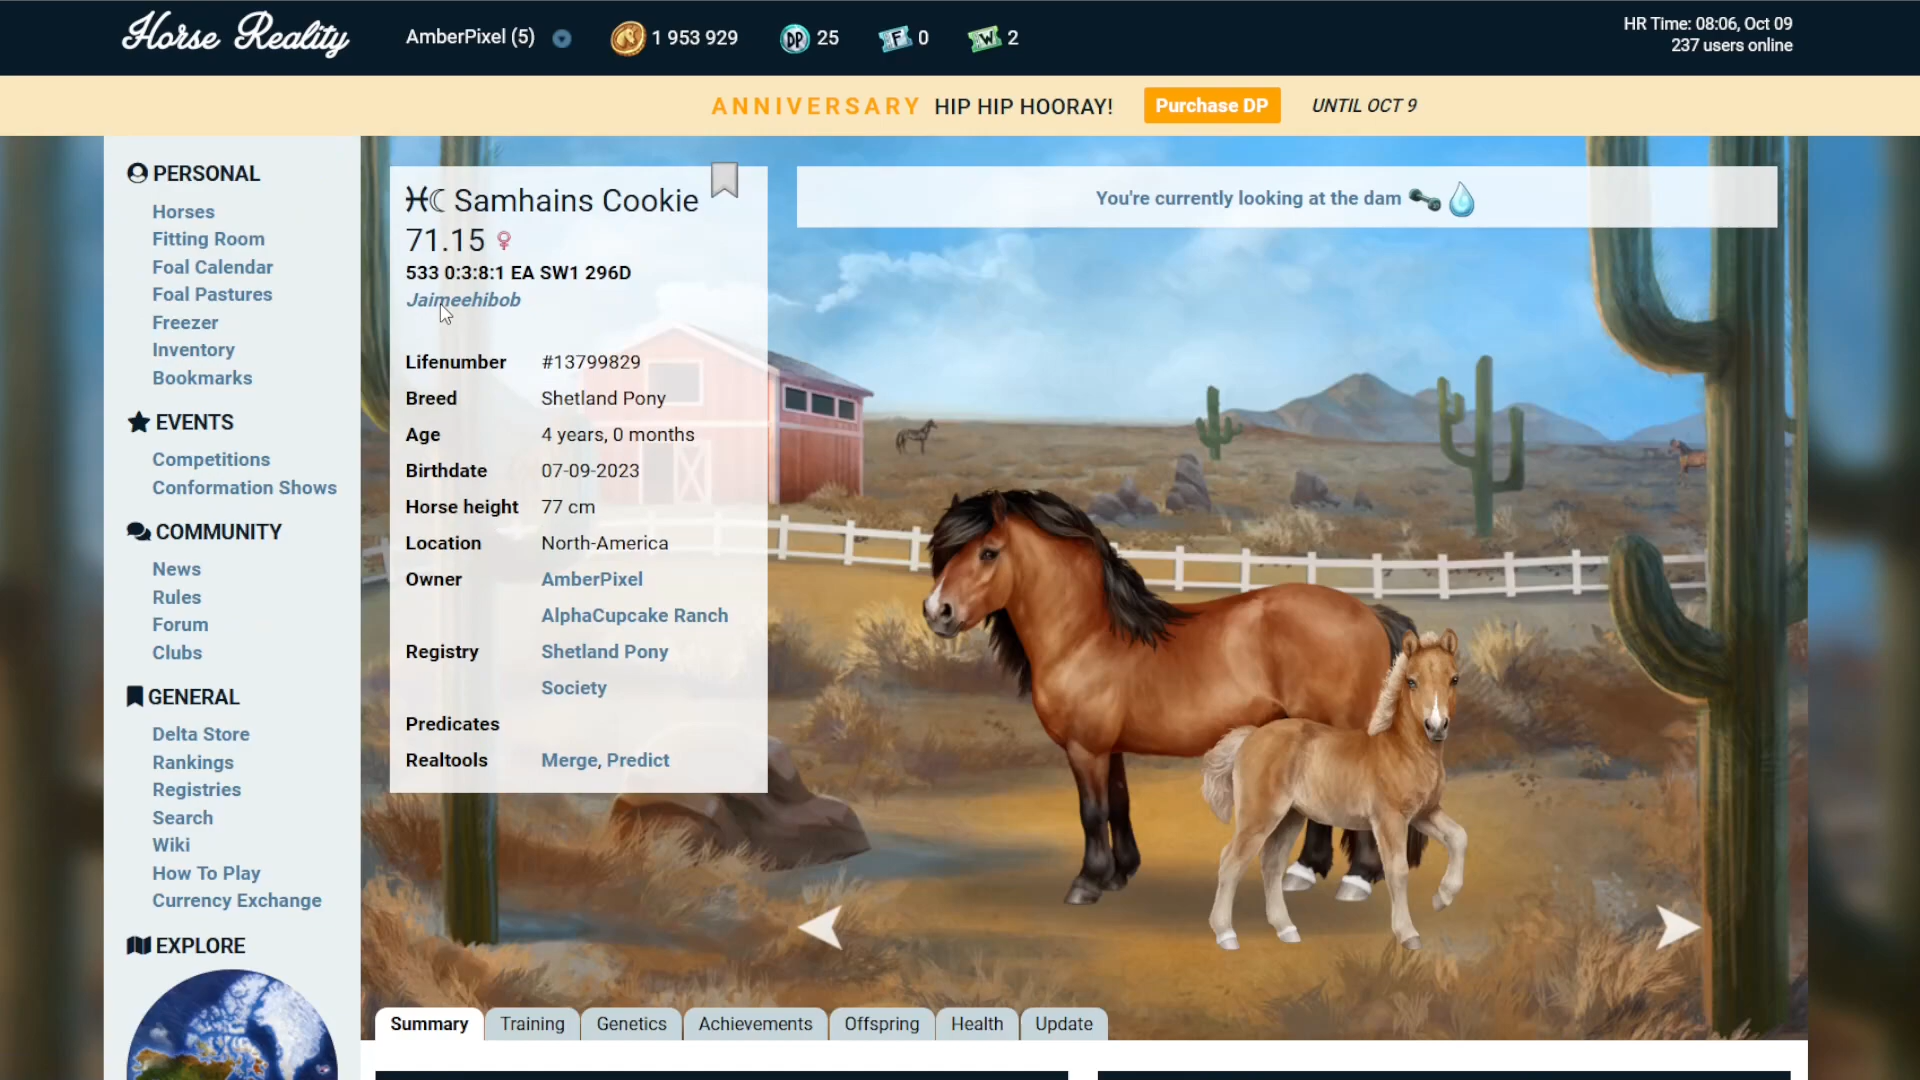 Horse Reality
AmberPixel (5)
1 953 929
DP
25
F
0
W
2
HR Time: 08:06, Oct 09
237 users online
ANNIVERSARY HIP HIP HOORAY! Purchase DP UNTIL OCT 9
PERSONAL
Horses
Fitting Room
Foal Calendar
Foal Pastures
Freezer
Inventory
Bookmarks
EVENTS
Competitions
Conformation Shows
COMMUNITY
News
Rules
Forum
Clubs
GENERAL
Delta Store
Rankings
Registries
Search
Wiki
How To Play
Currency Exchange
EXPLORE
♓☾ Samhains Cookie
71.15 ♀
533 0:3:8:1 EA SW1 296D
Jaimeehibob
Lifenumber #13799829
Breed Shetland Pony
Age 4 years, 0 months
Birthdate 07-09-2023
Horse height 77 cm
Location North-America
Owner AmberPixel
AlphaCupcake Ranch
Registry Shetland Pony
Society
Predicates
Realtools Merge, Predict
You're currently looking at the dam
Summary Training Genetics Achievements Offspring Health Update